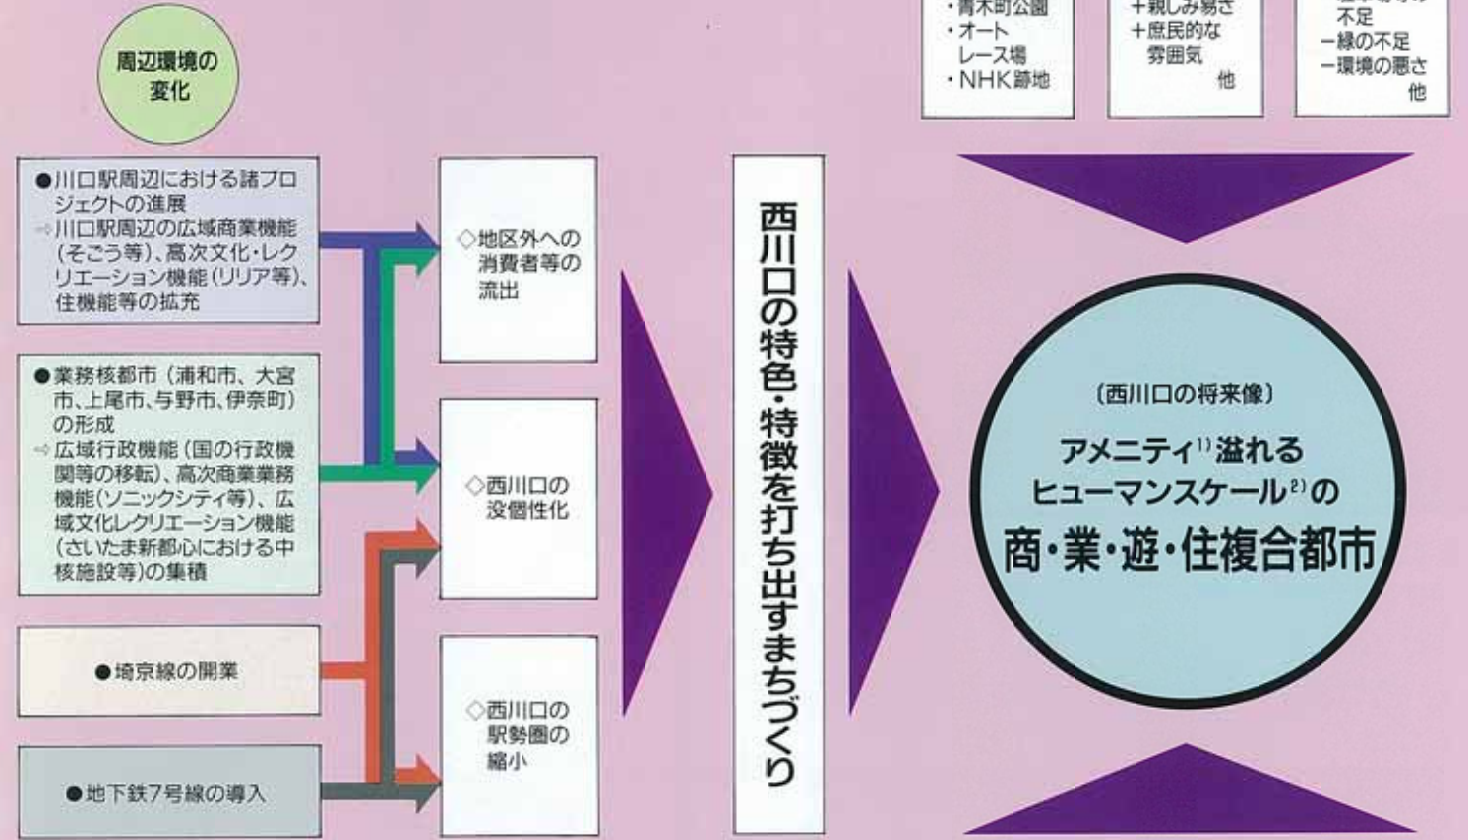 ・青木町公園
・オート
レース場
・NHK跡地
+親しみ易さ
+庶民的な
雰囲気
他
不足
−緑の不足
−環境の悪さ
他
周辺環境の
変化
●川口駅周辺における諸プロ
ジェクトの進展
⇨川口駅周辺の広域商業機能
(そごう等)、高次文化・レク
リエーション機能(リリア等)、
住機能等の拡充
●業務核都市(浦和市、大宮
市、上尾市、与野市、伊奈町)
の形成
⇨広域行政機能(国の行政機
関等の移転)、高次商業業務
機能(ソニックシティ等)、広
域文化レクリエーション機能
(さいたま新都心における中
核施設等)の集積
●埼京線の開業
●地下鉄7号線の導入
◇地区外への
消費者等の
流出
◇西川口の
没個性化
◇西川口の
駅勢圏の
縮小
西川口の特色・特徴を打ち出すまちづくり
〔西川口の将来像〕
アメニティ¹⁾溢れる
ヒューマンスケール²⁾の
商・業・遊・住複合都市